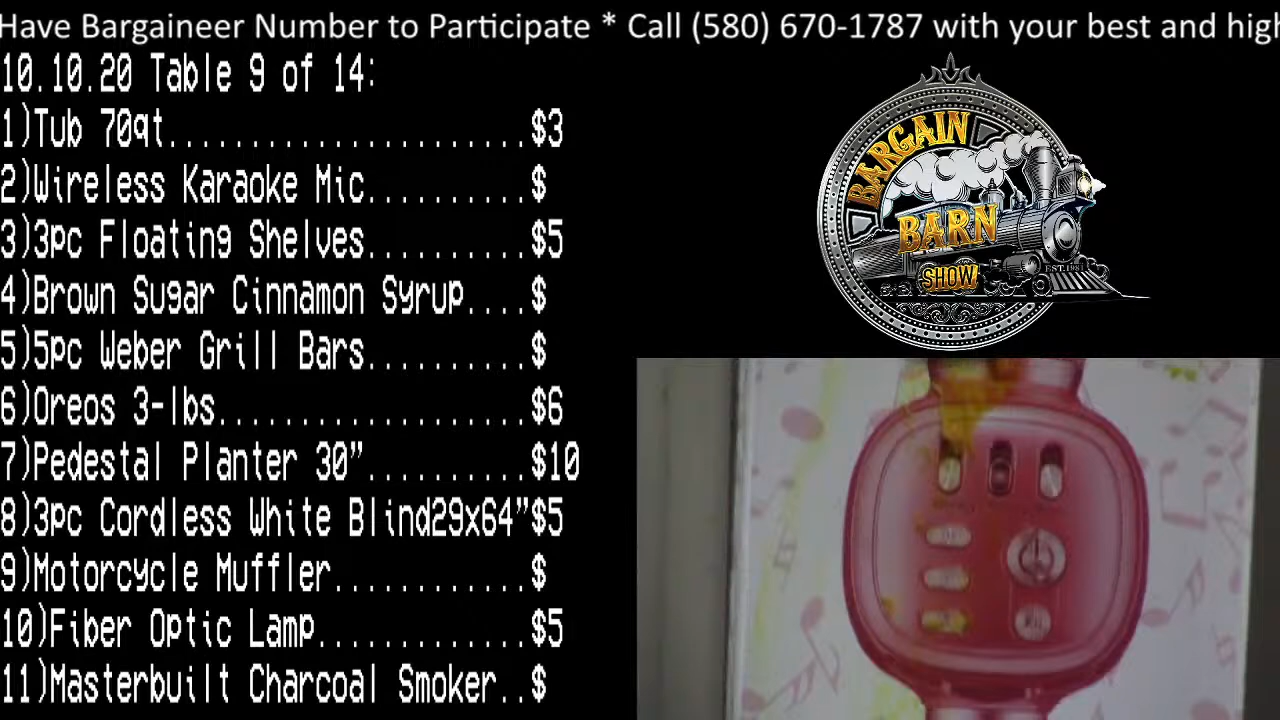 Have Bargaineer Number to Participate * Call (580) 670-1787 with your best and high
10.10.20 Table 9 of 14:
1)Tub 70qt......................$3
2)Wireless Karaoke Mic..........$
3)3pc Floating Shelves..........$5
4)Brown Sugar Cinnamon Syrup....$
5)5pc Weber Grill Bars..........$
6)Oreos 3-lbs...................$6
7)Pedestal Planter 30”..........$10
8)3pc Cordless White Blind29x64”$5
9)Motorcycle Muffler............$
10)Fiber Optic Lamp.............$5
11)Masterbuilt Charcoal Smoker..$
BARGAIN
BARN
SHOW
EST.